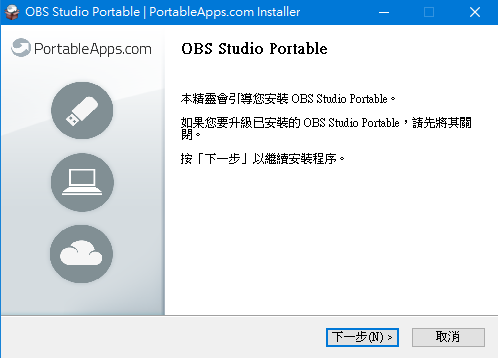 OBS Studio Portable | PortableApps.com Installer
PortableApps.com
OBS Studio Portable
本精靈會引導您安裝 OBS Studio Portable。
如果您要升級已安裝的 OBS Studio Portable，請先將其關
閉。
按「下一步」以繼續安裝程序。
下一步(N) >
取消